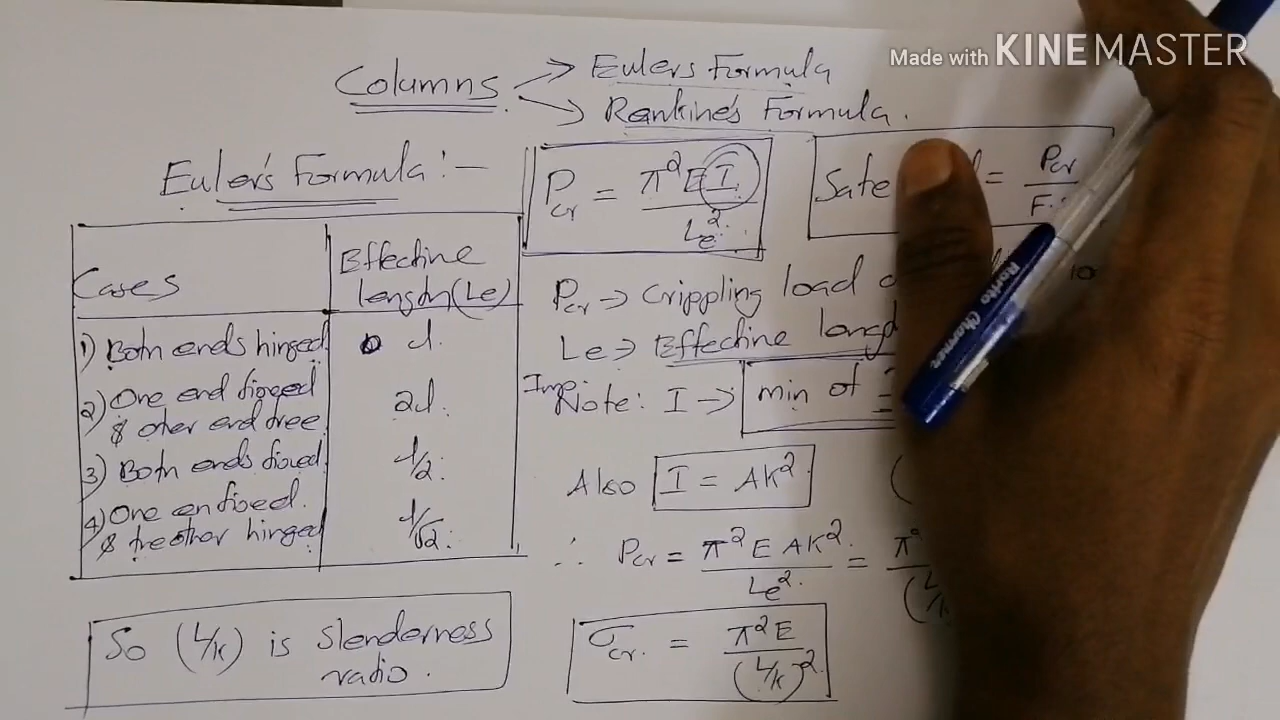 Made with KINEMASTER
Columns → Eulers Formula
→ Rankine's Formula.
Euler's Formula :-
Pcr = π²EI / Le²
Safe = Pcr / F.S
Cases
Effective length (Le)
1) Both ends hinged
l.
2) One end fixed & other end free
2l.
3) Both ends fixed
l/2.
4) One en fixed. & the other hinged
l/√2.
Pcr → Crippling load
Le → Effective length
Imp Note: I → min of
Also I = AK²
∴ Pcr = π² E AK² / Le² =
So (L/k) is slenderness ratio.
σcr. = π²E / (L/k)²